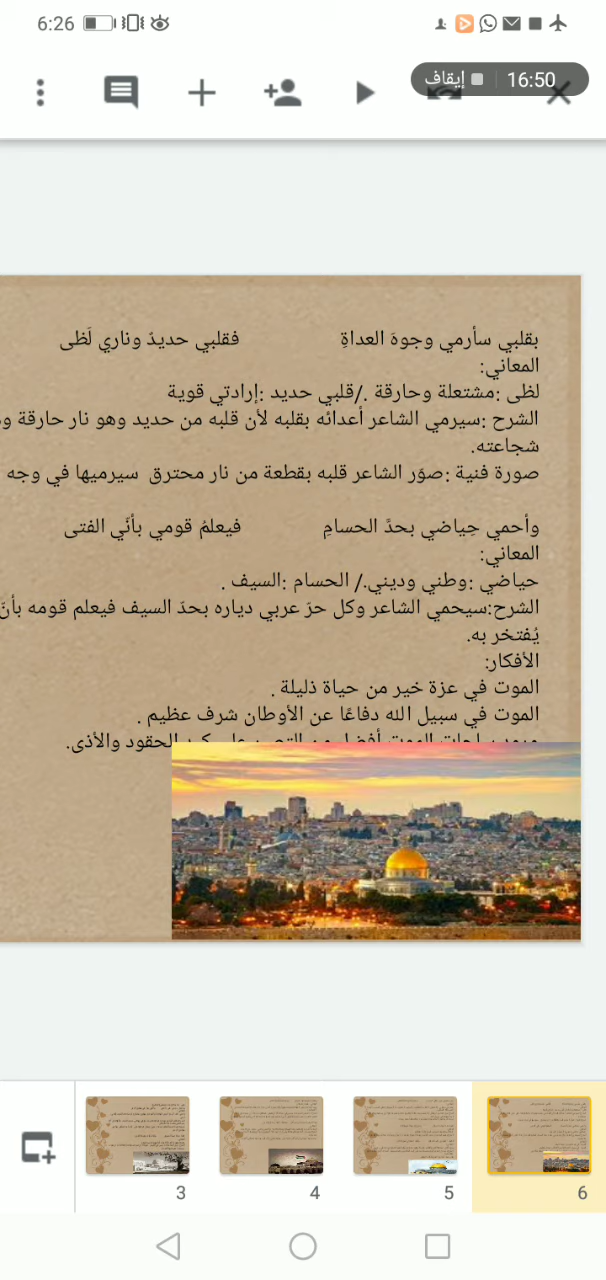 6:26
إيقاف 16:50
بقلبي سأرمي وجوهَ العداةِ فقلبي حديدٌ وناري لَظى
المعاني:
لظى :مشتعلة وحارقة ./قلبي حديد :إرادتي قوية
الشرح :سيرمي الشاعر أعدائه بقلبه لأن قلبه من حديد وهو نار حارقة
شجاعته.
صورة فنية :صوّر الشاعر قلبه بقطعة من نار محترق سيرميها في وجه
وأحمي حِياضي بحدِّ الحسامِ فيعلمُ قومي بأنّي الفتى
المعاني:
حياضي :وطني وديني./ الحسام :السيف .
الشرح:سيحمي الشاعر وكل حرّ عربي دياره بحدّ السيف فيعلم قومه بأنّ
يُفتخر به.
الأفكار:
الموت في عزة خير من حياة ذليلة .
الموت في سبيل الله دفاعًا عن الأوطان شرف عظيم .
الموت أفضل من الحقود والأذى.
3
4
5
6